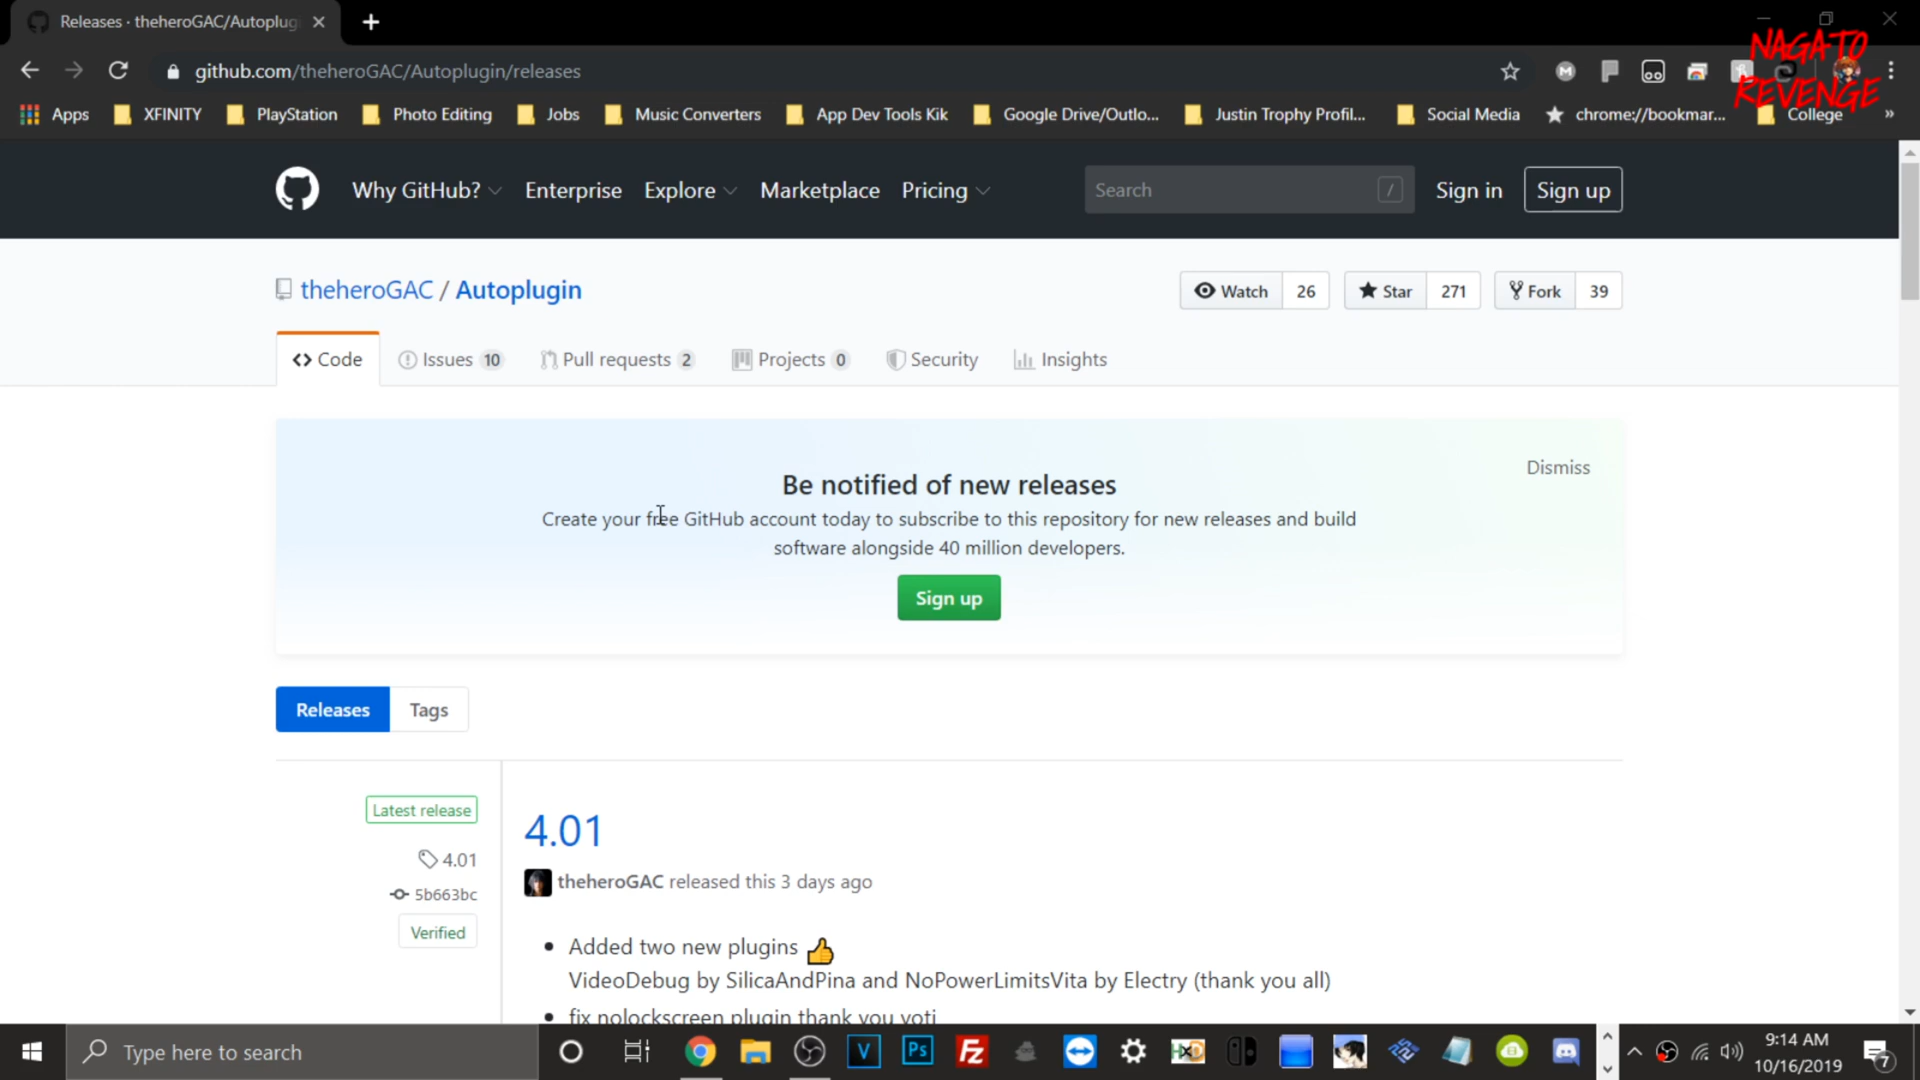 Releases · theheroGAC/Autoplug
NAGATO
REVENGE
github.com/theheroGAC/Autoplugin/releases
Apps XFINITY PlayStation Photo Editing Jobs Music Converters App Dev Tools Kik Google Drive/Outlo... Justin Trophy Profil... Social Media chrome://bookmar... College »
Why GitHub? Enterprise Explore Marketplace Pricing Search / Sign in Sign up
theheroGAC / Autoplugin
Watch 26 Star 271 Fork 39
Code Issues 10 Pull requests 2 Projects 0 Security Insights
Dismiss
Be notified of new releases
Create your free GitHub account today to subscribe to this repository for new releases and build
software alongside 40 million developers.
Sign up
Releases Tags
Latest release
4.01
5b663bc
Verified
4.01
theheroGAC released this 3 days ago
Added two new plugins 👍
VideoDebug by SilicaAndPina and NoPowerLimitsVita by Electry (thank you all)
fix nolockscreen plugin thank you yoti
Type here to search
V Ps Fz HxD
9:14 AM
10/16/2019
7